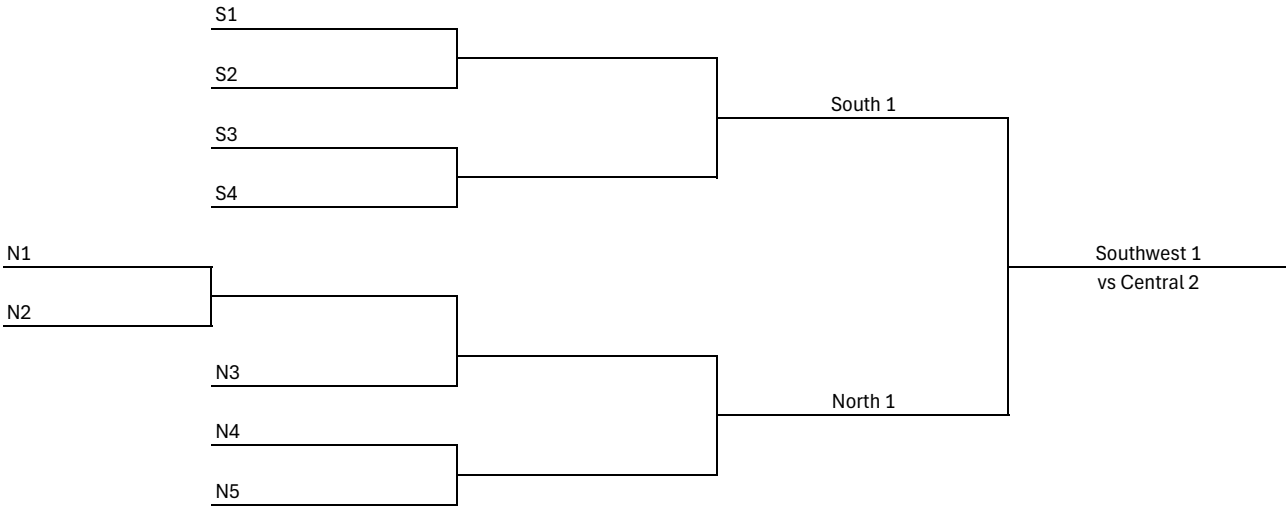 S1
S2
South 1
S3
S4
N1
Southwest 1
vs Central 2
N2
N3
North 1
N4
N5